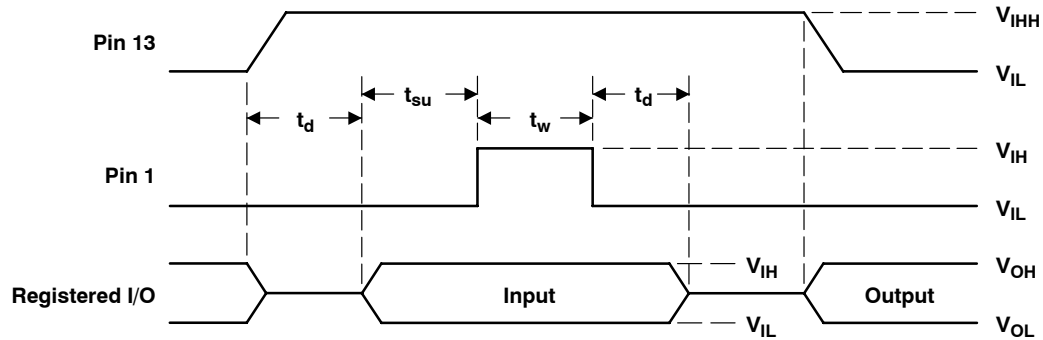 Pin 13
V_IHH
V_IL
t_d
t_su
t_w
t_d
Pin 1
V_IH
V_IL
Registered I/O
Input
V_IH
V_IL
Output
V_OH
V_OL